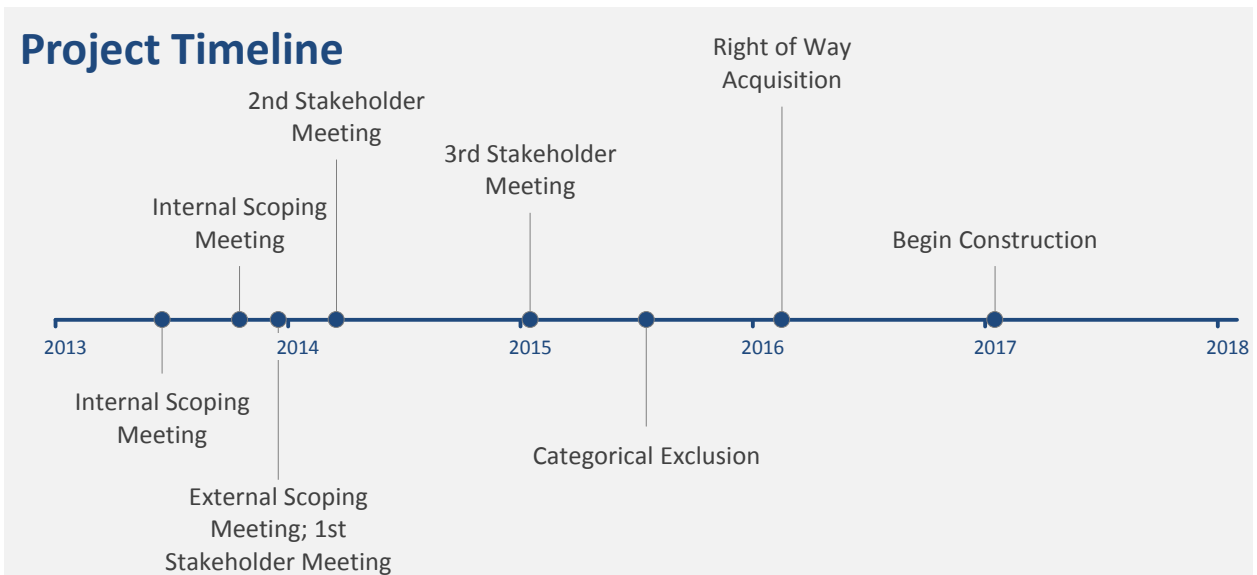 Project Timeline
Right of Way
Acquisition
2nd Stakeholder
Meeting
3rd Stakeholder
Meeting
Internal Scoping
Meeting
Begin Construction
2013
2014
2015
2016
2017
2018
Internal Scoping
Meeting
Categorical Exclusion
External Scoping
Meeting; 1st
Stakeholder Meeting